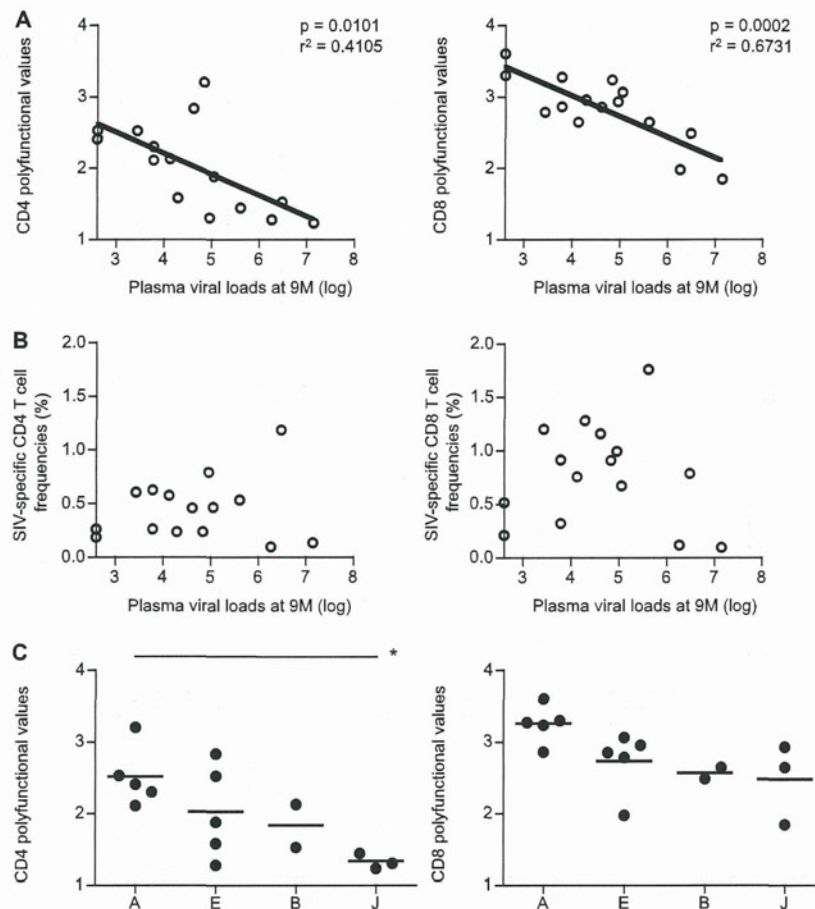 A
p = 0.0101
r² = 0.4105
CD4 polyfunctional values
4
3
2
1
3 4 5 6 7 8
Plasma viral loads at 9M (log)
p = 0.0002
r² = 0.6731
CD8 polyfunctional values
4
3
2
1
3 4 5 6 7 8
Plasma viral loads at 9M (log)
B
SIV-specific CD4 T cell
frequencies (%)
2.0
1.5
1.0
0.5
0.0
3 4 5 6 7 8
Plasma viral loads at 9M (log)
SIV-specific CD8 T cell
frequencies (%)
2.0
1.5
1.0
0.5
0.0
3 4 5 6 7 8
Plasma viral loads at 9M (log)
C
*
CD4 polyfunctional values
4
3
2
1
A E B J
CD8 polyfunctional values
4
3
2
1
A E B J